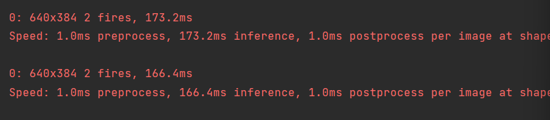 0: 640x384 2 fires, 173.2ms
Speed: 1.0ms preprocess, 173.2ms inference, 1.0ms postprocess per image at shape
0: 640x384 2 fires, 166.4ms
Speed: 1.0ms preprocess, 166.4ms inference, 1.0ms postprocess per image at shape